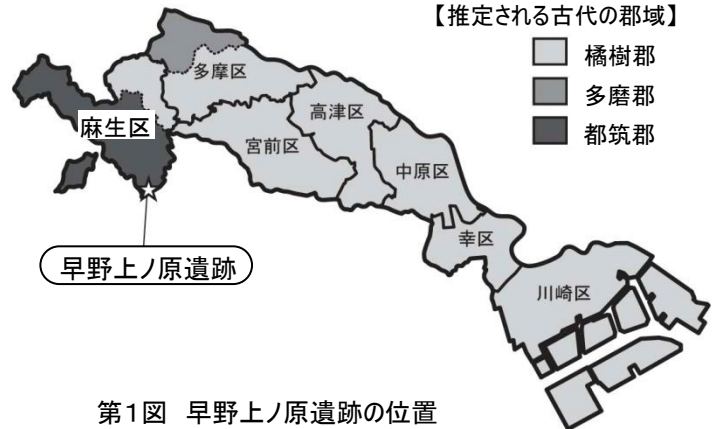 【推定される古代の郡域】
橘樹郡
多磨郡
都筑郡
多摩区
麻生区
高津区
宮前区
中原区
幸区
川崎区
早野上ノ原遺跡
第1図 早野上ノ原遺跡の位置